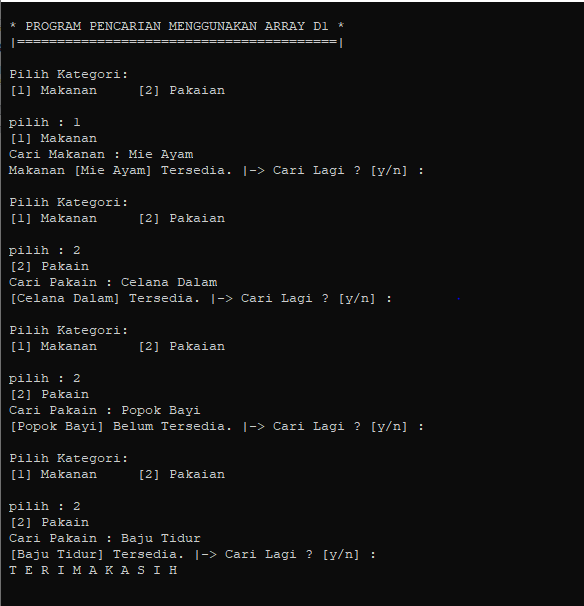 * PROGRAM PENCARIAN MENGGUNAKAN ARRAY D1 *
|========================================|
Pilih Kategori:
[1] Makanan     [2] Pakaian
pilih : 1
[1] Makanan
Cari Makanan : Mie Ayam
Makanan [Mie Ayam] Tersedia. |-> Cari Lagi ? [y/n] :
Pilih Kategori:
[1] Makanan     [2] Pakaian
pilih : 2
[2] Pakain
Cari Pakain : Celana Dalam
[Celana Dalam] Tersedia. |-> Cari Lagi ? [y/n] :
Pilih Kategori:
[1] Makanan     [2] Pakaian
pilih : 2
[2] Pakain
Cari Pakain : Popok Bayi
[Popok Bayi] Belum Tersedia. |-> Cari Lagi ? [y/n] :
Pilih Kategori:
[1] Makanan     [2] Pakaian
pilih : 2
[2] Pakain
Cari Pakain : Baju Tidur
[Baju Tidur] Tersedia. |-> Cari Lagi ? [y/n] :
T E R I M A K A S I H